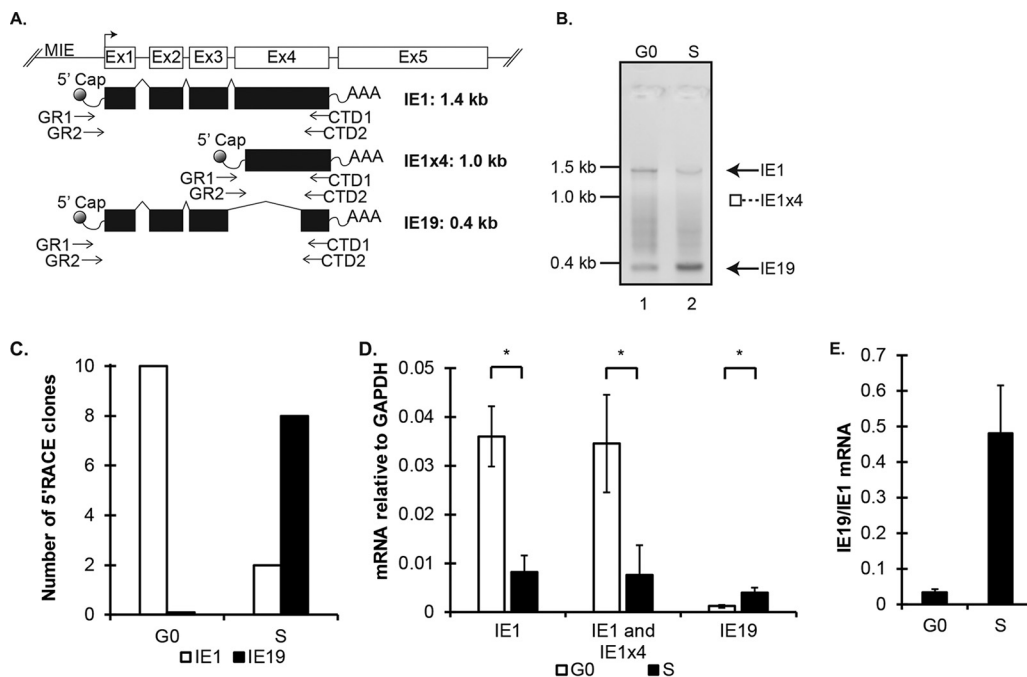 A.
MIE
Ex1 Ex2 Ex3 Ex4 Ex5
5' Cap
AAA
IE1: 1.4 kb
GR1
GR2
CTD1
CTD2
5' Cap
AAA
IE1x4: 1.0 kb
GR1
GR2
CTD1
CTD2
5' Cap
AAA
IE19: 0.4 kb
GR1
GR2
CTD1
CTD2
B.
G0 S
1.5 kb
1.0 kb
0.4 kb
IE1
IE1x4
IE19
1 2
C.
Number of 5'RACE clones
10
8
6
4
2
0
G0 S
IE1 IE19
D.
mRNA relative to GAPDH
0.05
0.04
0.03
0.02
0.01
0
* * *
IE1
IE1 and
IE1x4
IE19
G0 S
E.
IE19/IE1 mRNA
0.7
0.6
0.5
0.4
0.3
0.2
0.1
0
G0 S